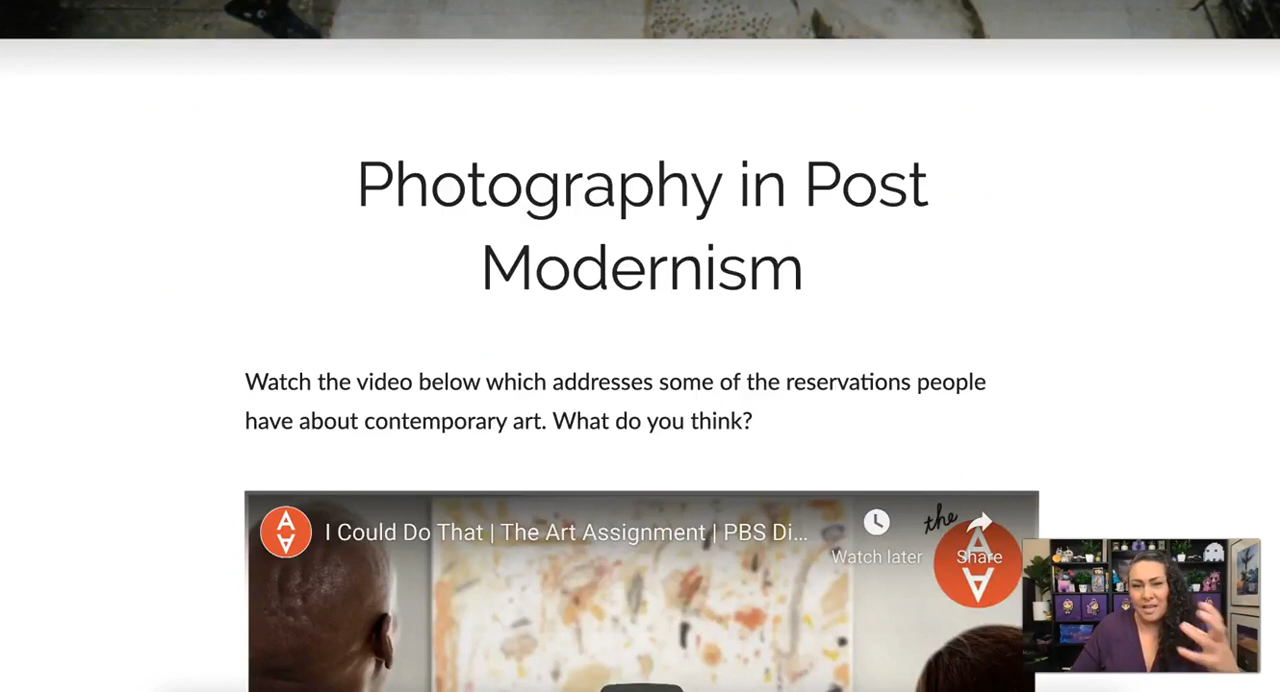 Photography in Post
Modernism
Watch the video below which addresses some of the reservations people
have about contemporary art. What do you think?
I Could Do That | The Art Assignment | PBS Di...
Watch later
Share
the
A
A